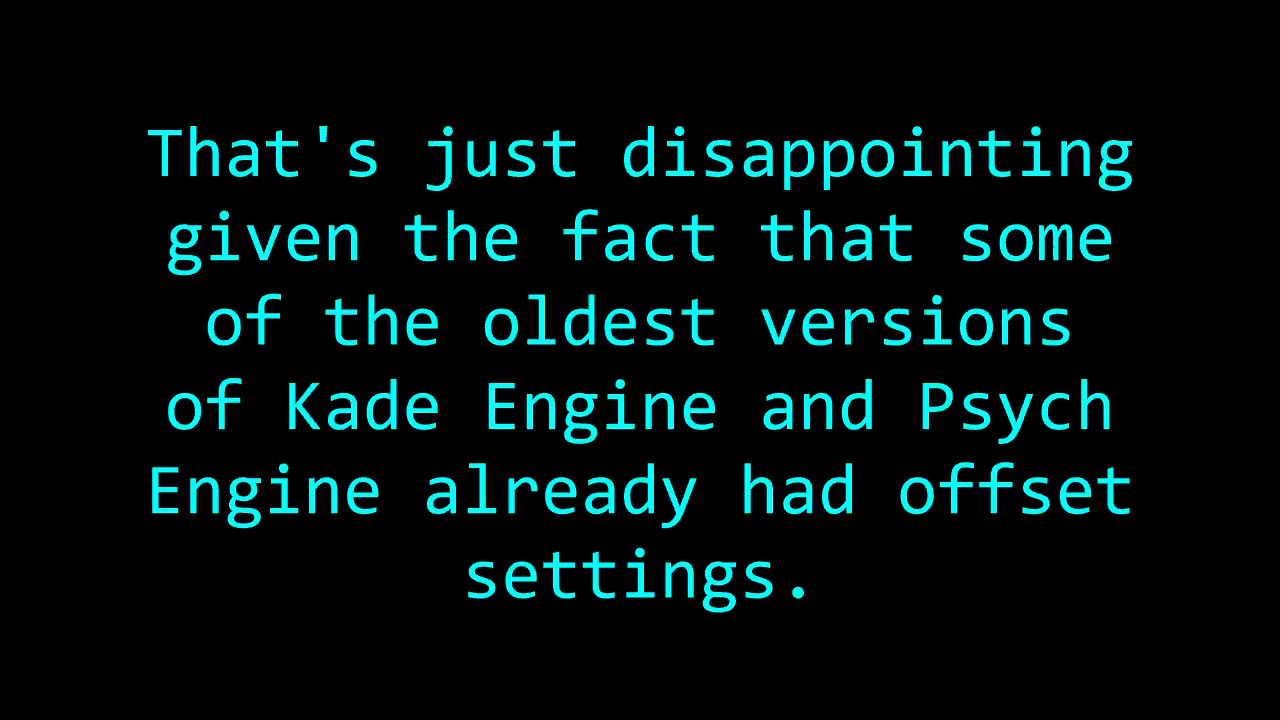 That's just disappointing
given the fact that some
of the oldest versions
of Kade Engine and Psych
Engine already had offset
settings.